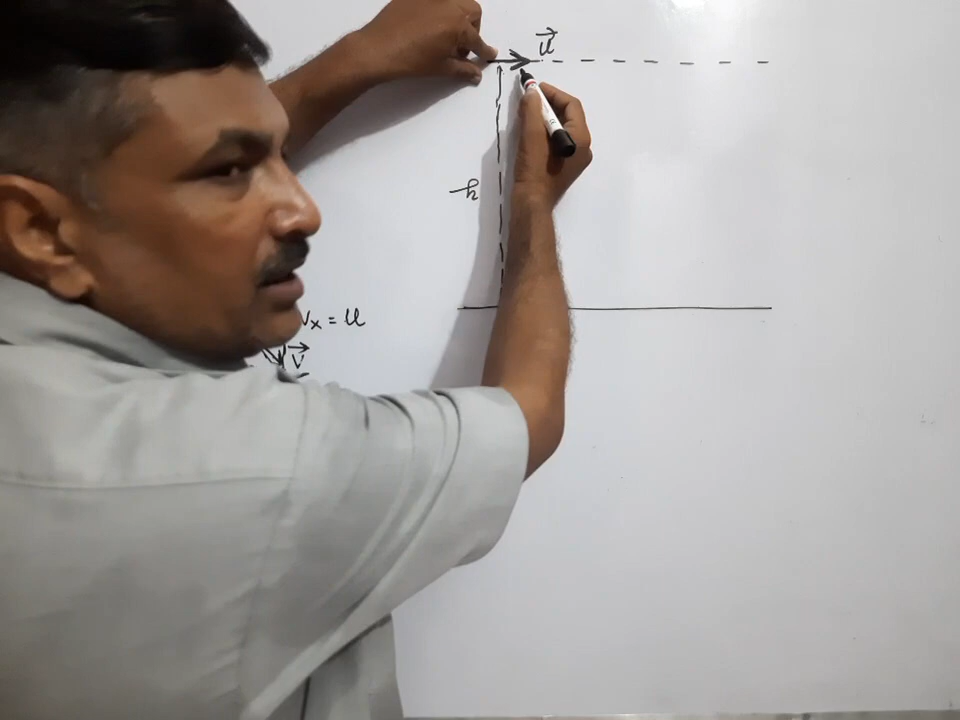 u⃗
h
Vₓ = u
V⃗